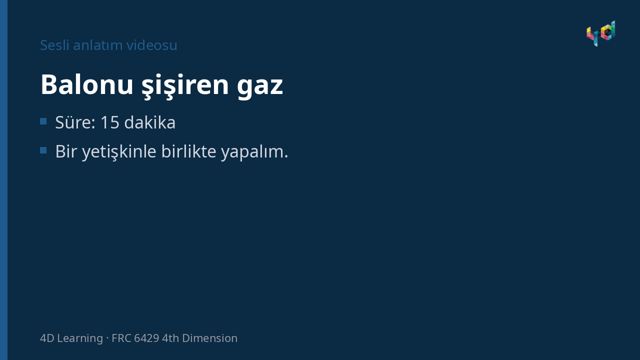 Sesli anlatım videosu
4d
Balonu şişiren gaz
Süre: 15 dakika
Bir yetişkinle birlikte yapalım.
4D Learning · FRC 6429 4th Dimension